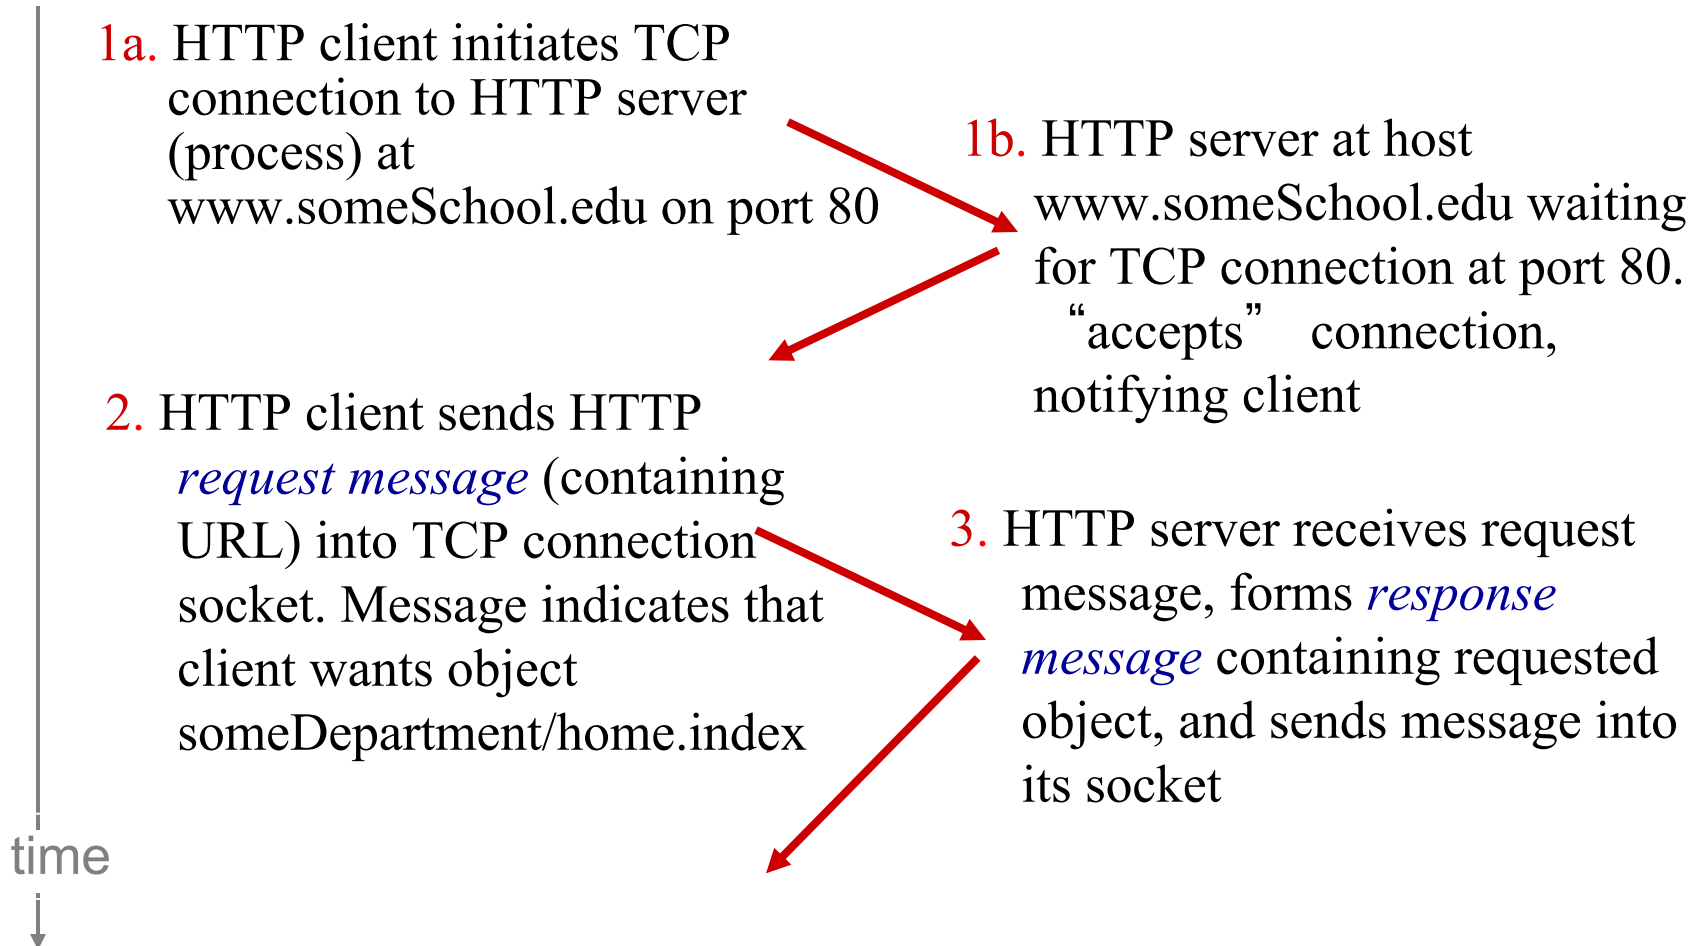 1a. HTTP client initiates TCP
connection to HTTP server
(process) at
www.someSchool.edu on port 80
1b. HTTP server at host
www.someSchool.edu waiting
for TCP connection at port 80.
“accepts” connection,
notifying client
2. HTTP client sends HTTP
request message (containing
URL) into TCP connection
socket. Message indicates that
client wants object
someDepartment/home.index
3. HTTP server receives request
message, forms response
message containing requested
object, and sends message into
its socket
time